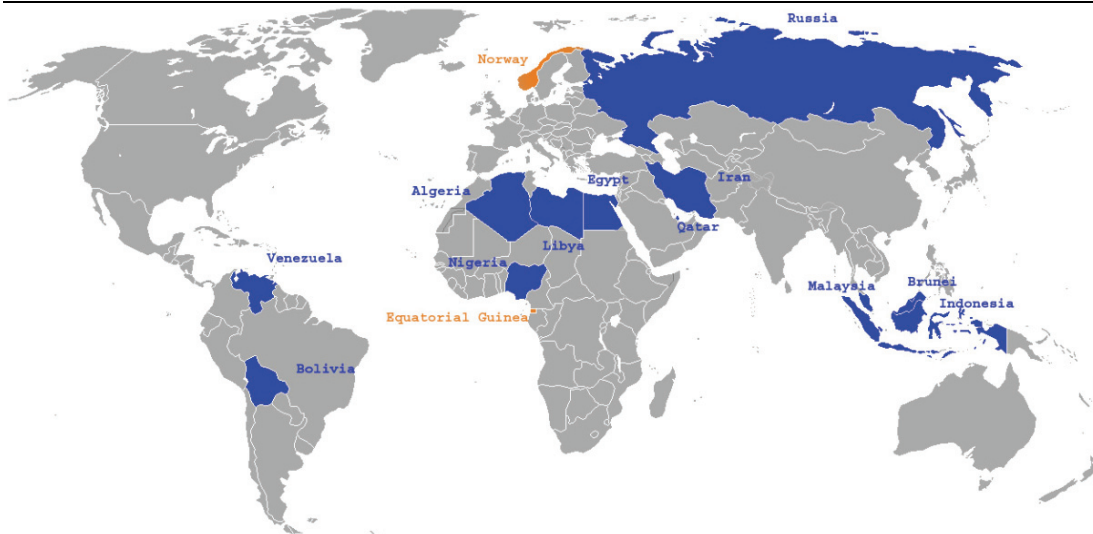 Russia
Norway
Iran
Egypt
Algeria
Qatar
Libya
Venezuela
Nigeria
Malaysia
Brunei
Indonesia
Equatorial Guinea
Bolivia